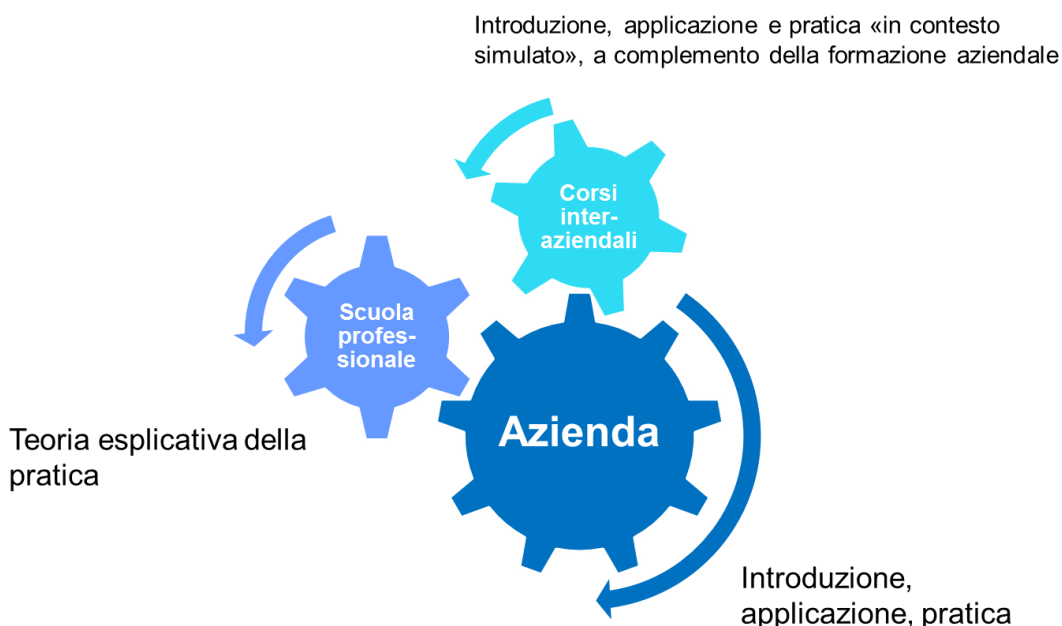 Introduzione, applicazione e pratica «in contesto
simulato», a complemento della formazione aziendale
Corsi
inter-
aziendali
Scuola
profes-
sionale
Azienda
Teoria esplicativa della
pratica
Introduzione,
applicazione, pratica